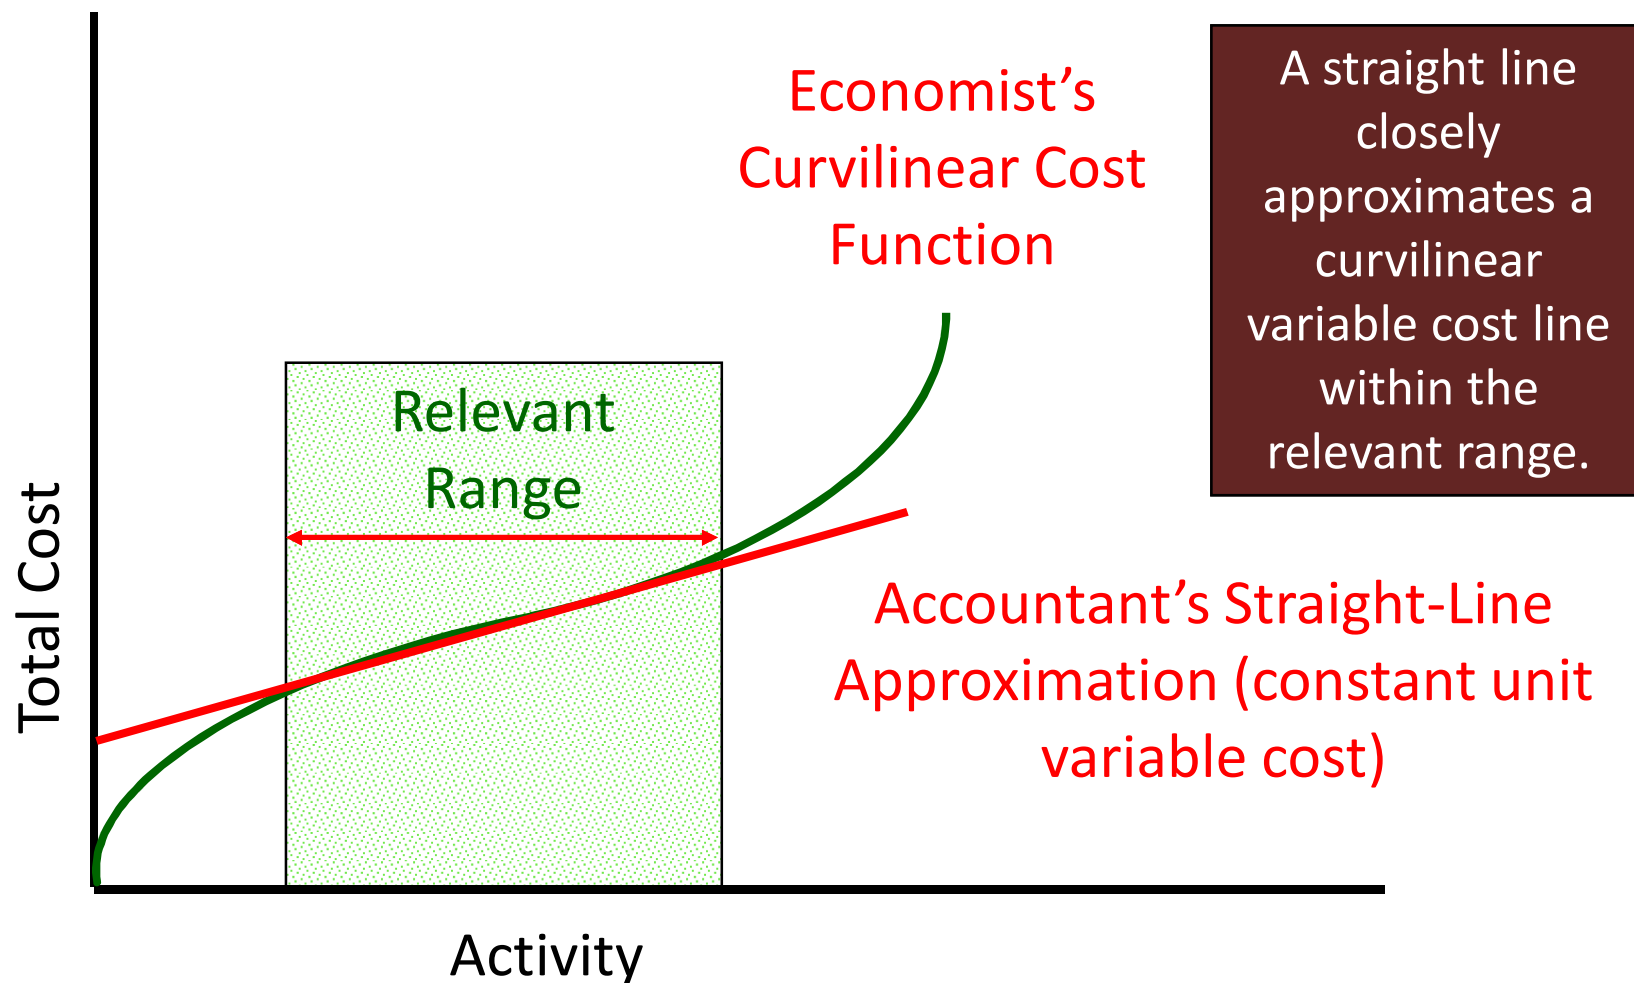 Economist’s
Curvilinear Cost
Function
A straight line
closely
approximates a
curvilinear
variable cost line
within the
relevant range.
Relevant
Range
Total Cost
Accountant’s Straight-Line
Approximation (constant unit
variable cost)
Activity